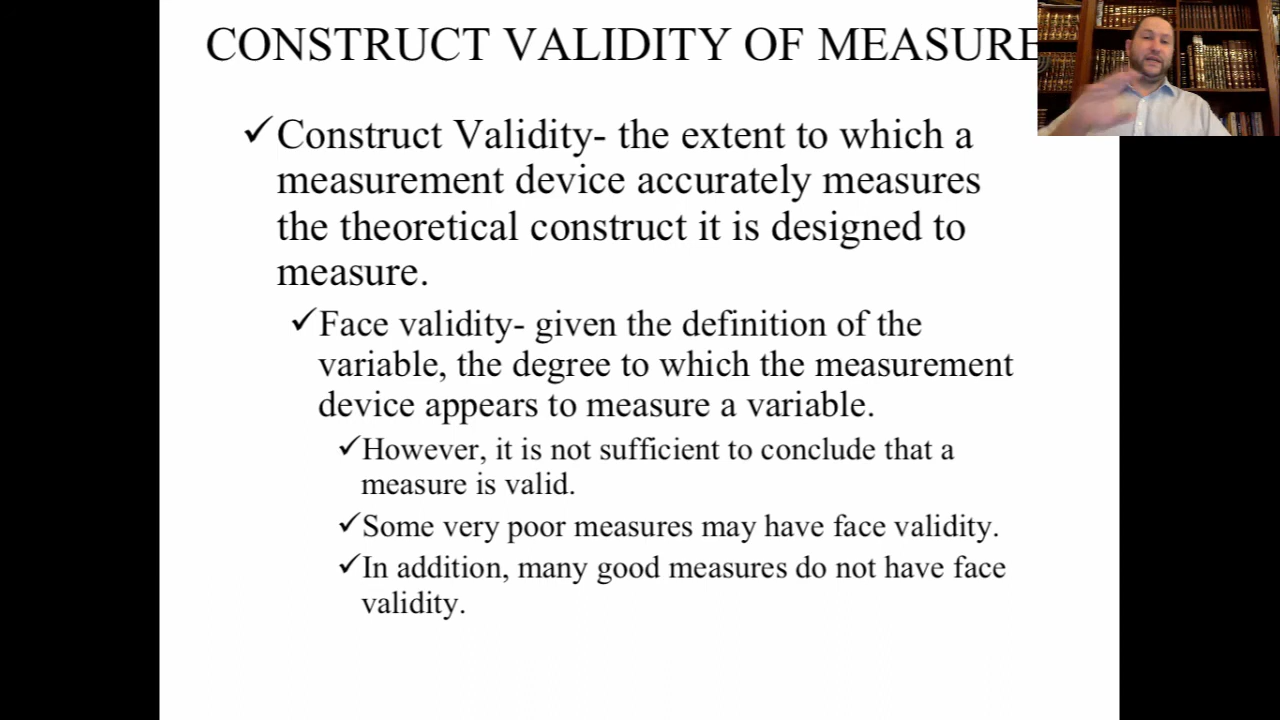 CONSTRUCT VALIDITY OF MEASURE
✓Construct Validity- the extent to which a
measurement device accurately measures
the theoretical construct it is designed to
measure.
✓Face validity- given the definition of the
variable, the degree to which the measurement
device appears to measure a variable.
✓However, it is not sufficient to conclude that a
measure is valid.
✓Some very poor measures may have face validity.
✓In addition, many good measures do not have face
validity.